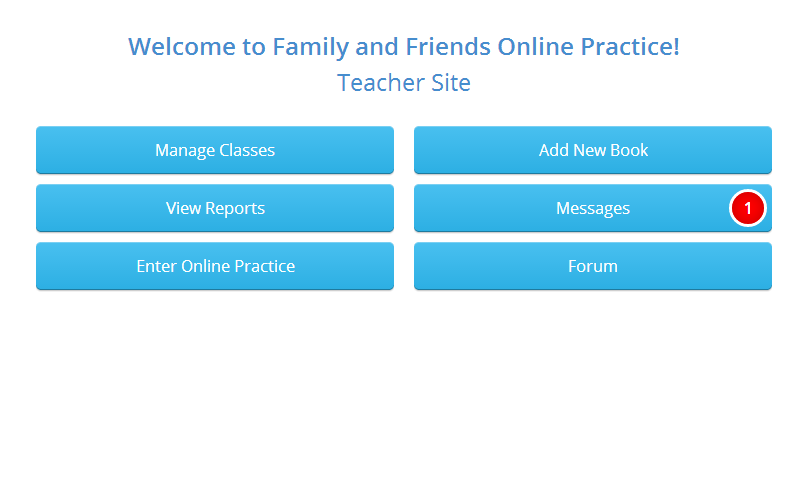 Welcome to Family and Friends Online Practice!
Teacher Site
Manage Classes
Add New Book
View Reports
Messages
1
Enter Online Practice
Forum